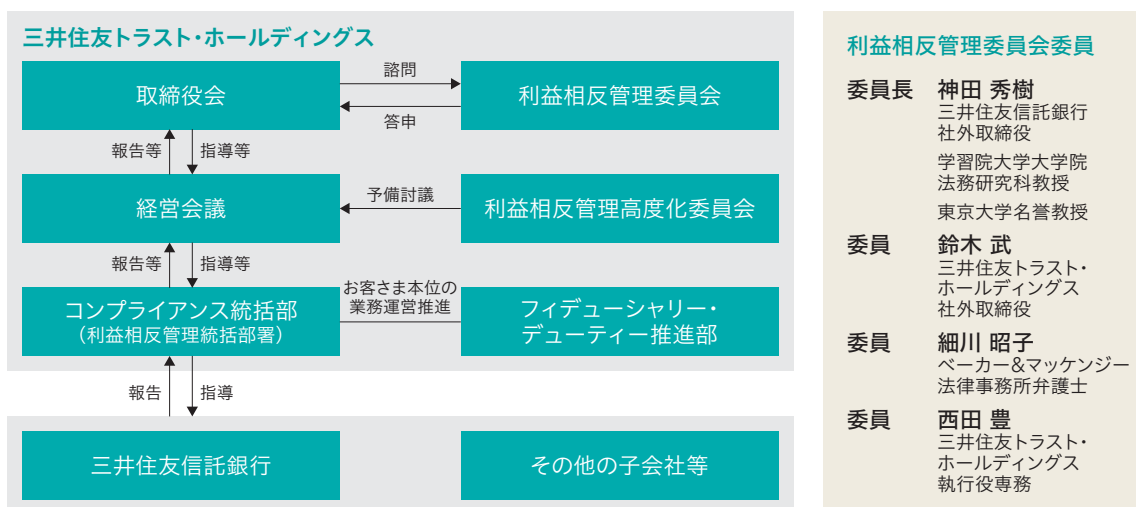 三井住友トラスト・ホールディングス
取締役会
諮問
答申
利益相反管理委員会
報告等
指導等
経営会議
予備討議
利益相反管理高度化委員会
報告等
指導等
コンプライアンス統括部
（利益相反管理統括部署）
お客さま本位の
業務運営推進
フィデューシャリー・
デューティー推進部
報告
指導
三井住友信託銀行
その他の子会社等
利益相反管理委員会委員
委員長 神田 秀樹
三井住友信託銀行
社外取締役
学習院大学大学院
法務研究科教授
東京大学名誉教授
委員 鈴木 武
三井住友トラスト・
ホールディングス
社外取締役
委員 細川 昭子
ベーカー&マッケンジー
法律事務所弁護士
委員 西田 豊
三井住友トラスト・
ホールディングス
執行役専務